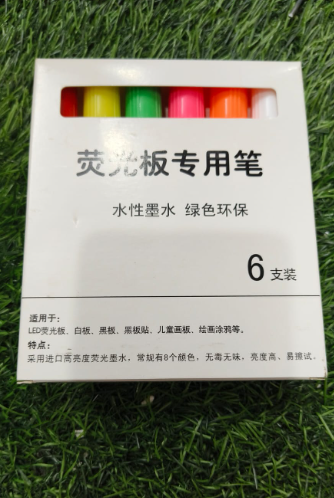 荧光板专用笔
水性墨水 绿色环保
6支装
适用于：
LED荧光板、白板、黑板、黑板贴、儿童画板、绘画涂鸦等。
特点：
采用进口高亮度荧光墨水，常规有8个颜色，无毒无味，亮度高、易擦试.